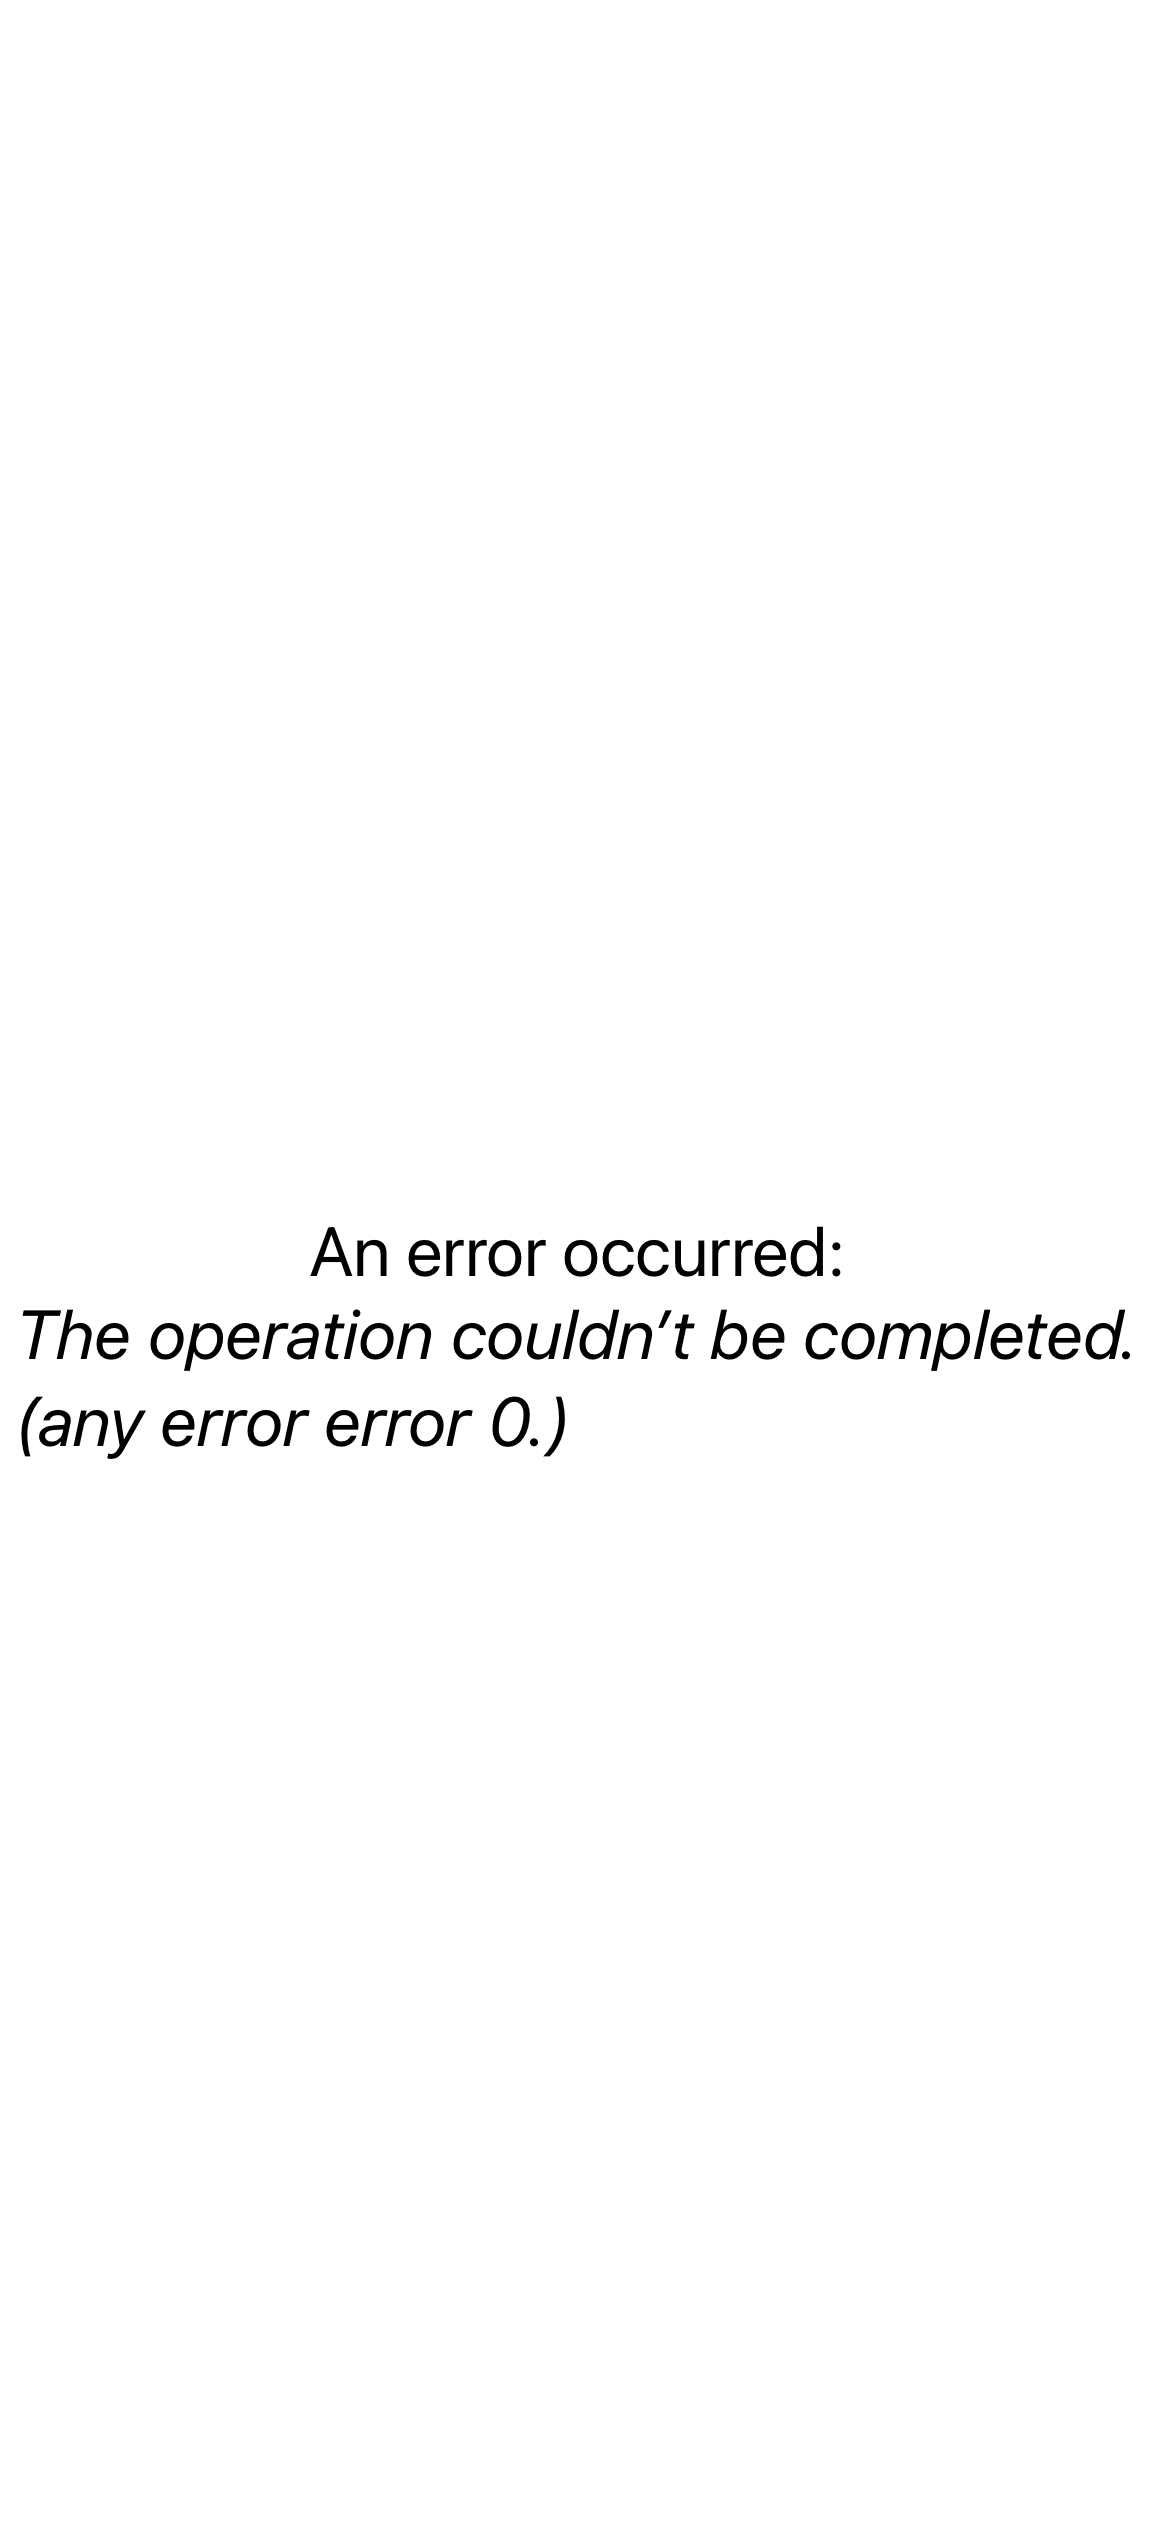 An error occurred:
The operation couldn’t be completed.
(any error error 0.)